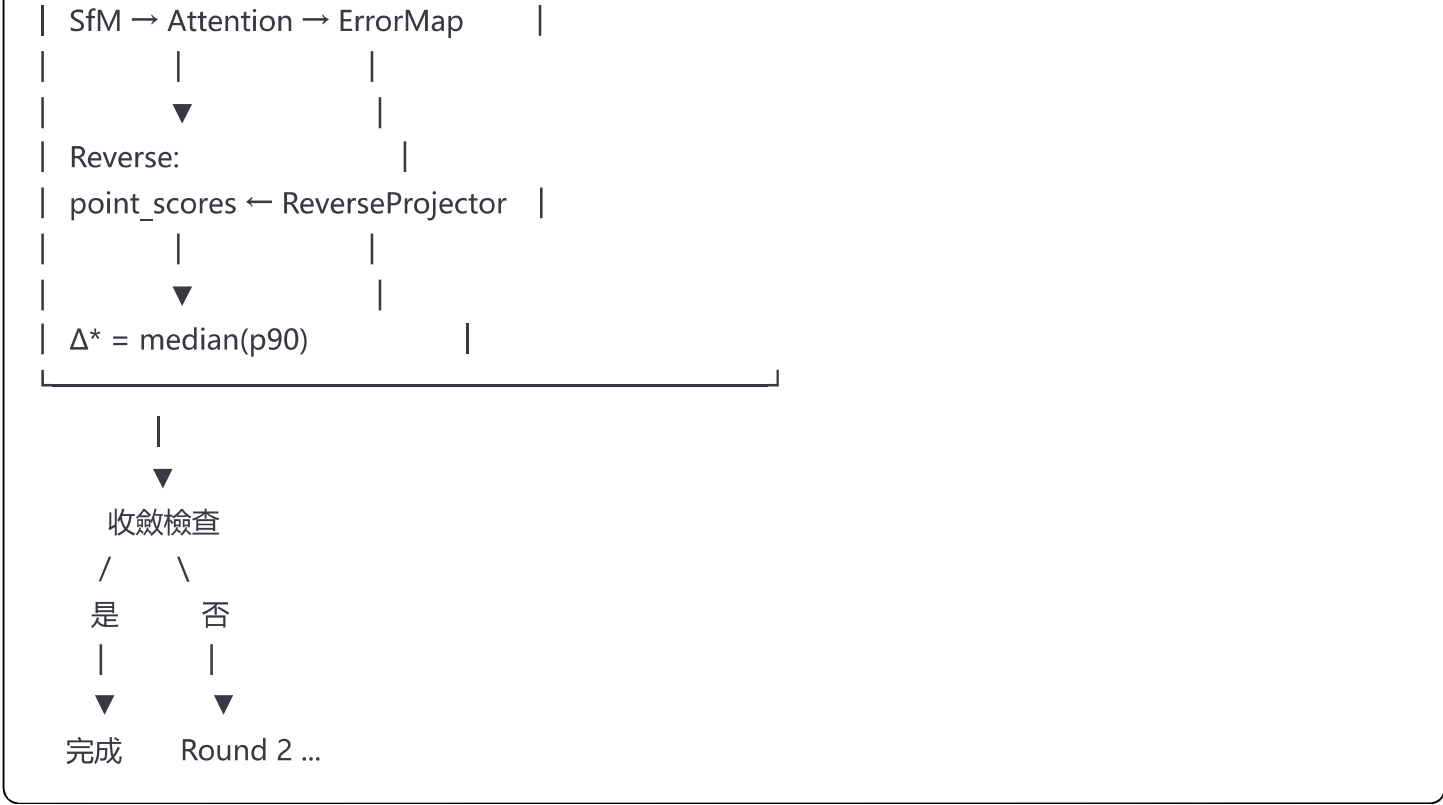 | SfM → Attention → ErrorMap |
| | |
| ▼ |
| Reverse: |
| point_scores ← ReverseProjector |
| | |
| ▼ |
| Δ* = median(p90) |
└────────────────────────┘
|
▼
收斂檢查
/ \
是 否
| |
▼ ▼
完成 Round 2 ...